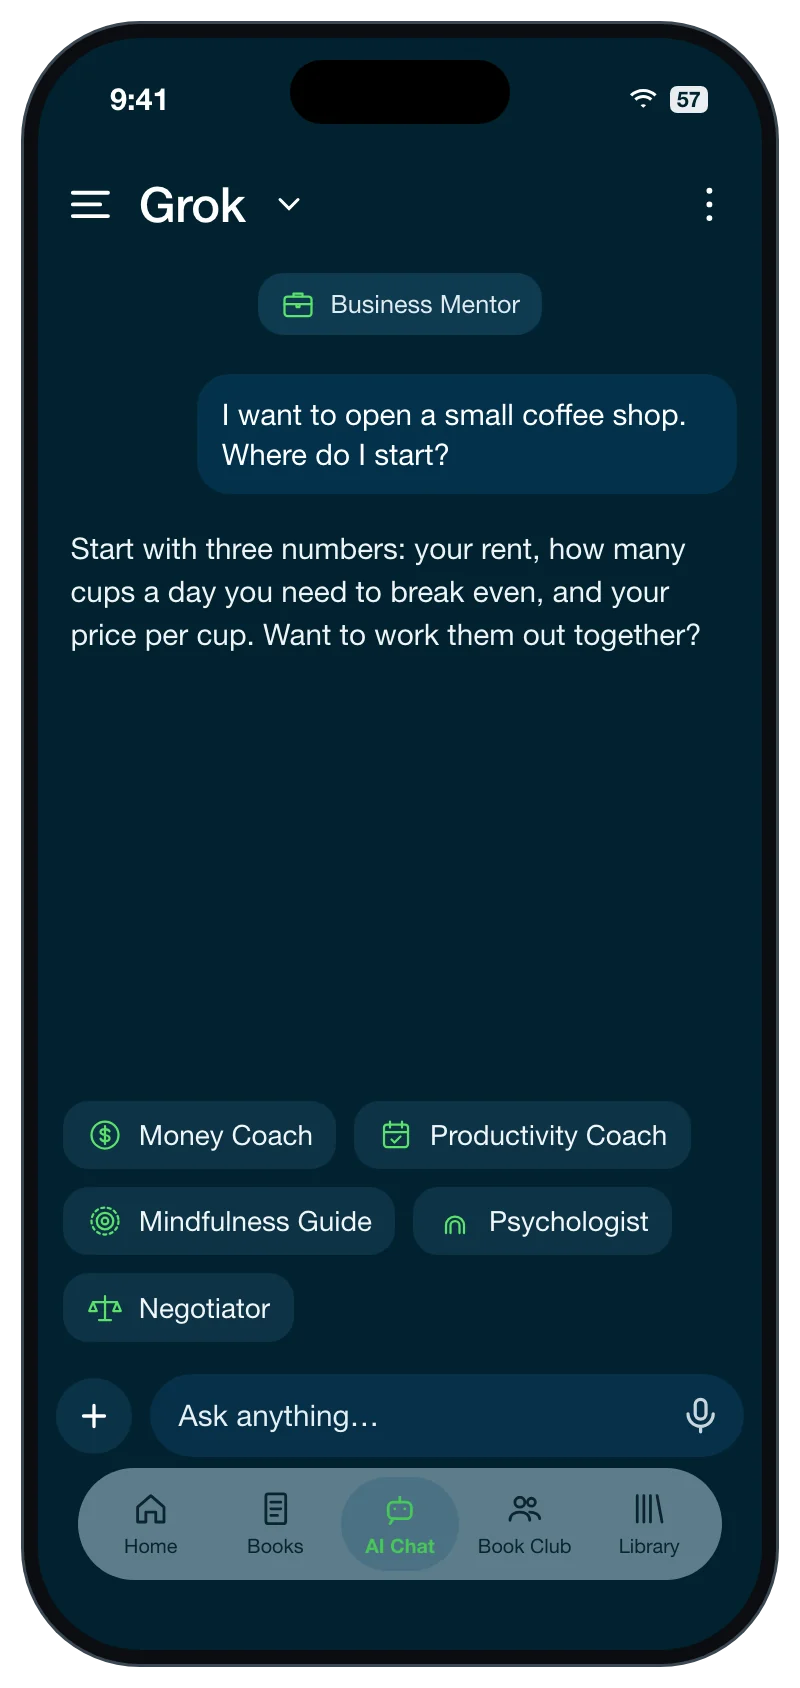 9:41
57
Grok
Business Mentor
I want to open a small coffee shop.
Where do I start?
Start with three numbers: your rent, how many
cups a day you need to break even, and your
price per cup. Want to work them out together?
Money Coach
Productivity Coach
Mindfulness Guide
Psychologist
Negotiator
Ask anything...
Home
Books
AI Chat
Book Club
Library